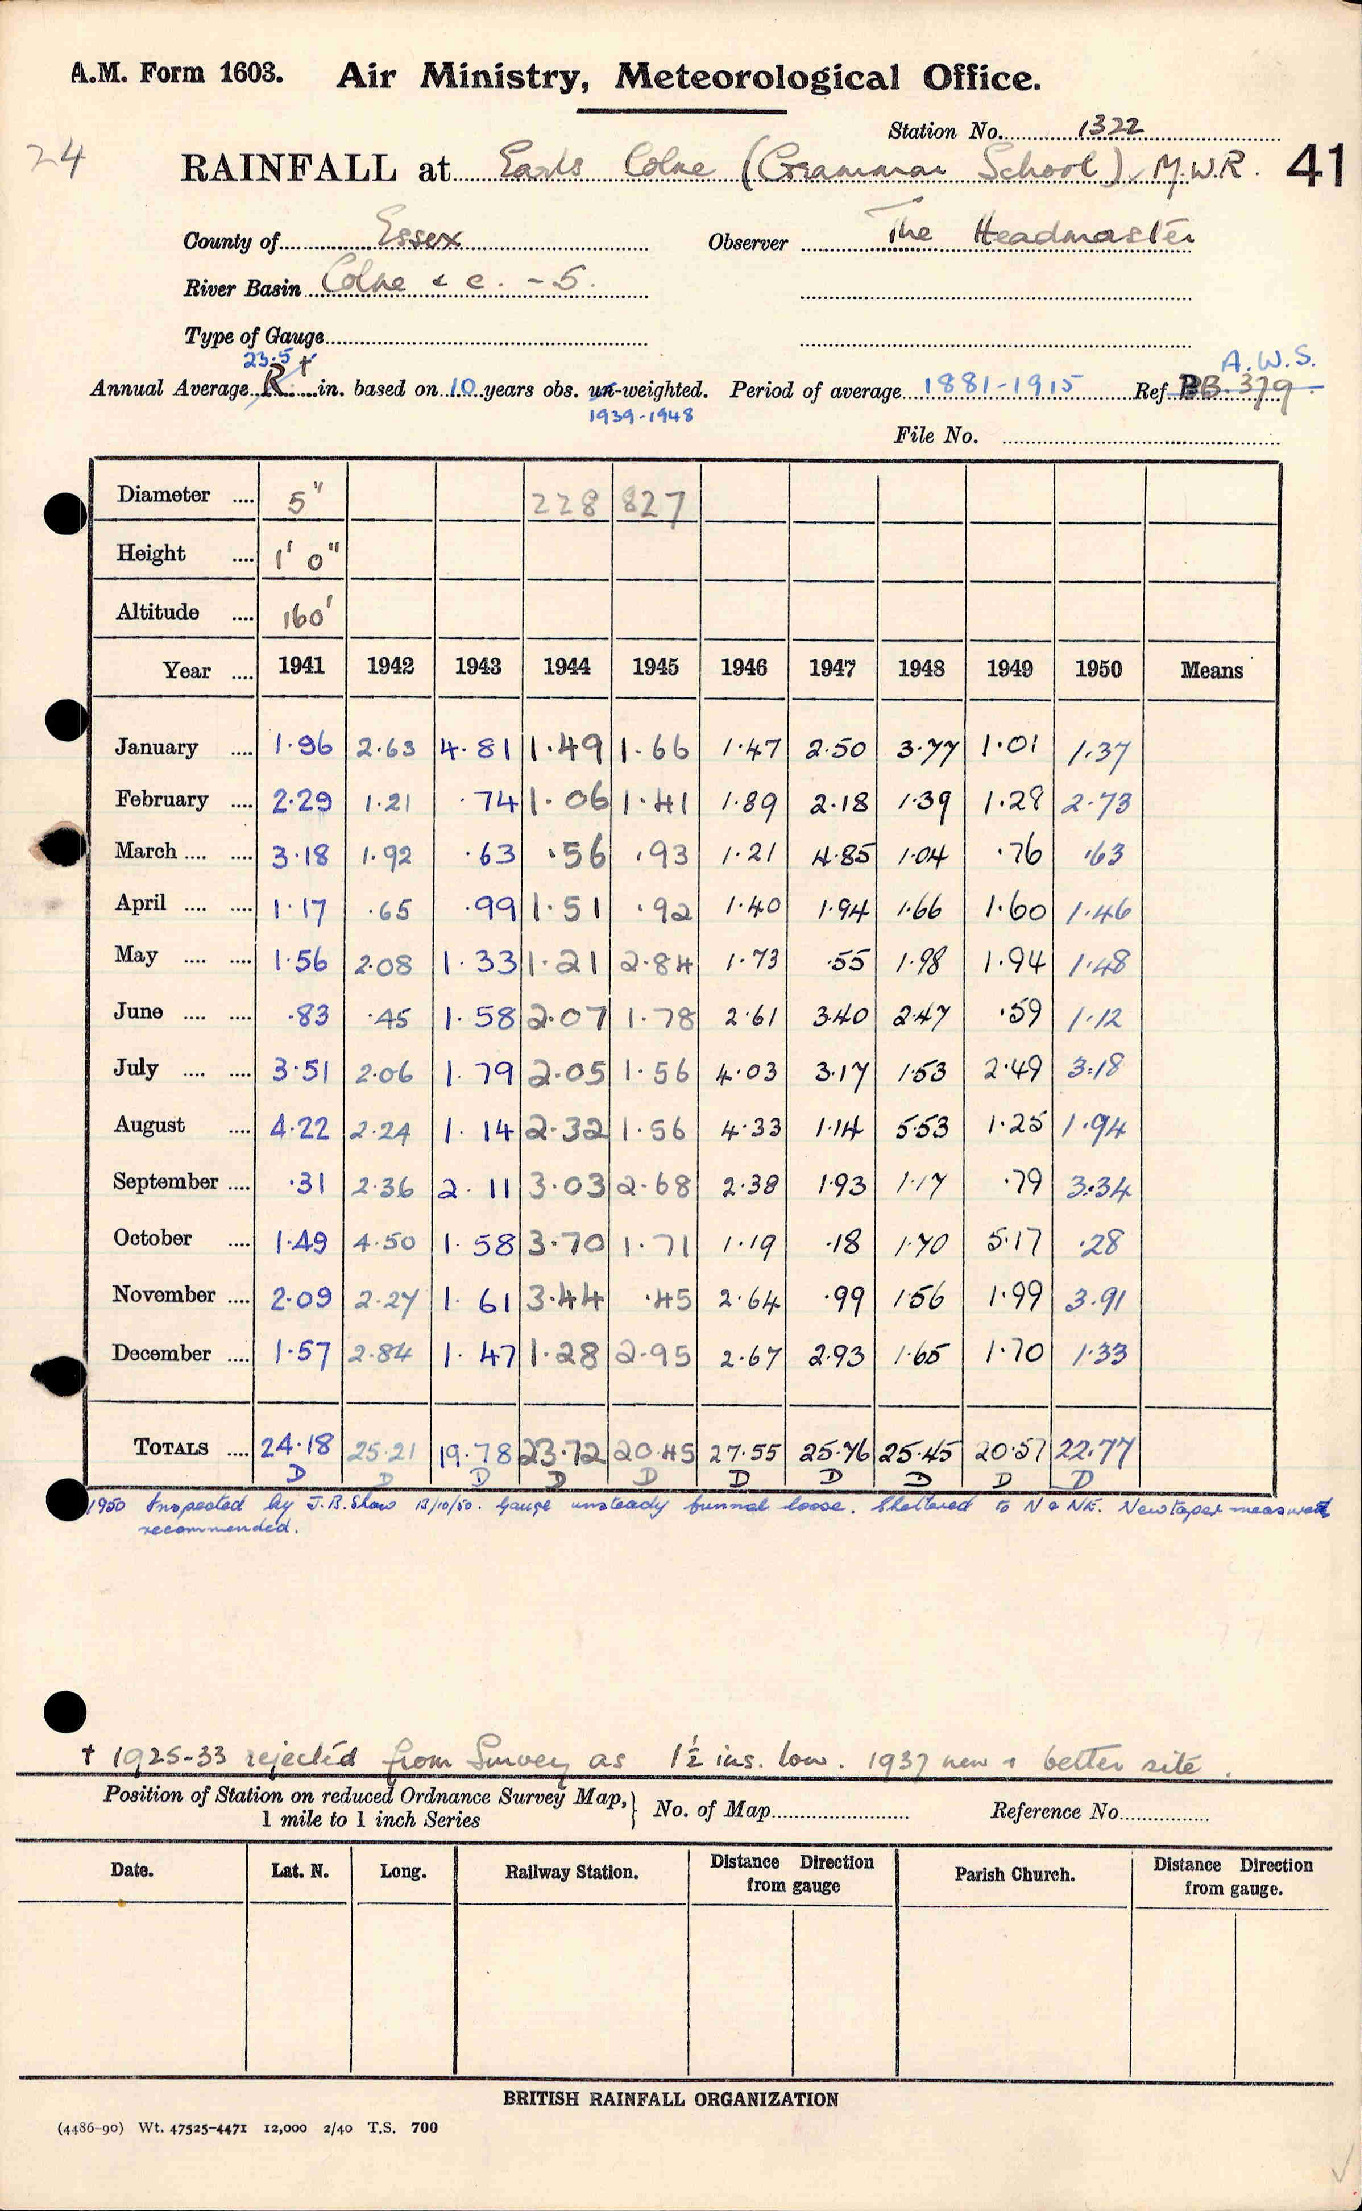 A.M. Form 1603. Air Ministry, Meteorological Office.
Station No. 1322
24 RAINFALL at Earls Colne (Grammar School) M.W.R. 41
County of Essex Observer The Headmaster
River Basin Colne & c. - 5.
Type of Gauge
23.5 † A.W.S.
Annual Average R in. based on 10 years obs. un-weighted. Period of average 1881-1915 Ref. BB. 379
1939-1948
File No.
Diameter .... 5" 228 827
Height .... 1' 0"
Altitude .... 160'
Year .... 1941 1942 1943 1944 1945 1946 1947 1948 1949 1950 Means
January .... 1.96 2.63 4.81 1.49 1.66 1.47 2.50 3.77 1.01 1.37
February .... 2.29 1.21 .74 1.06 1.41 1.89 2.18 1.39 1.28 2.73
March .... .... 3.18 1.92 .63 .56 .93 1.21 4.85 1.04 .76 .63
April .... .... 1.17 .65 .99 1.51 .92 1.40 1.94 1.66 1.60 1.46
May .... .... 1.56 2.08 1.33 1.21 2.84 1.73 .55 1.98 1.94 1.48
June .... .... .83 .45 1.58 2.07 1.78 2.61 3.40 2.47 .59 1.12
July .... .... 3.51 2.06 1.79 2.05 1.56 4.03 3.17 1.53 2.49 3.18
August .... 4.22 2.24 1.14 2.32 1.56 4.33 1.14 5.53 1.25 1.94
September .... .31 2.36 2.11 3.03 2.68 2.38 1.93 1.17 .79 3.34
October .... 1.49 4.50 1.58 3.70 1.71 1.19 .18 1.70 5.17 .28
November .... 2.09 2.27 1.61 3.44 .45 2.64 .99 1.56 1.99 3.91
December .... 1.57 2.84 1.47 1.28 2.95 2.67 2.93 1.65 1.70 1.33
TOTALS .... 24.18 25.21 19.78 23.72 20.45 27.55 25.76 25.45 20.57 22.77
D D D D D D D D D D
1950 Inspected by J.B. Shaw 13/10/50. Gauge unsteady funnel loose. Sheltered to N & NE. New taper measure
recommended.
† 1925-33 rejected from Survey as 1½ ins. low. 1937 new & better site.
Position of Station on reduced Ordnance Survey Map, } No. of Map Reference No.
1 mile to 1 inch Series
Date. Lat. N. Long. Railway Station. Distance Direction from gauge Parish Church. Distance Direction from gauge.
BRITISH RAINFALL ORGANIZATION
(4486-90) Wt. 47525-4471 12,000 2/40 T.S. 700